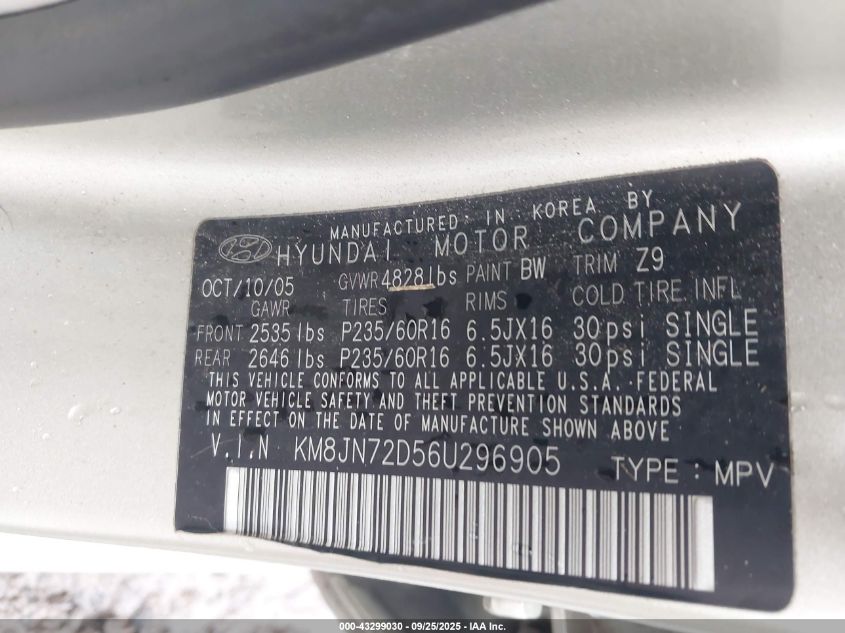 MANUFACTURED IN KOREA BY
HYUNDAI MOTOR COMPANY
OCT/10/05 GVWR 4828lbs PAINT BW TRIM Z9
GAWR TIRES RIMS COLD TIRE INFL
FRONT 2535 lbs P235/60R16 6.5JX16 30psi SINGLE
REAR 2646 lbs P235/60R16 6.5JX16 30psi SINGLE
THIS VEHICLE CONFORMS TO ALL APPLICABLE U.S.A. FEDERAL
MOTOR VEHICLE SAFETY AND THEFT PREVENTION STANDARDS
IN EFFECT ON THE DATE OF MANUFACTURE SHOWN ABOVE
V.I.N KM8JN72D56U296905
TYPE : MPV
000-43299030 - 09/25/2025 - IAA Inc.